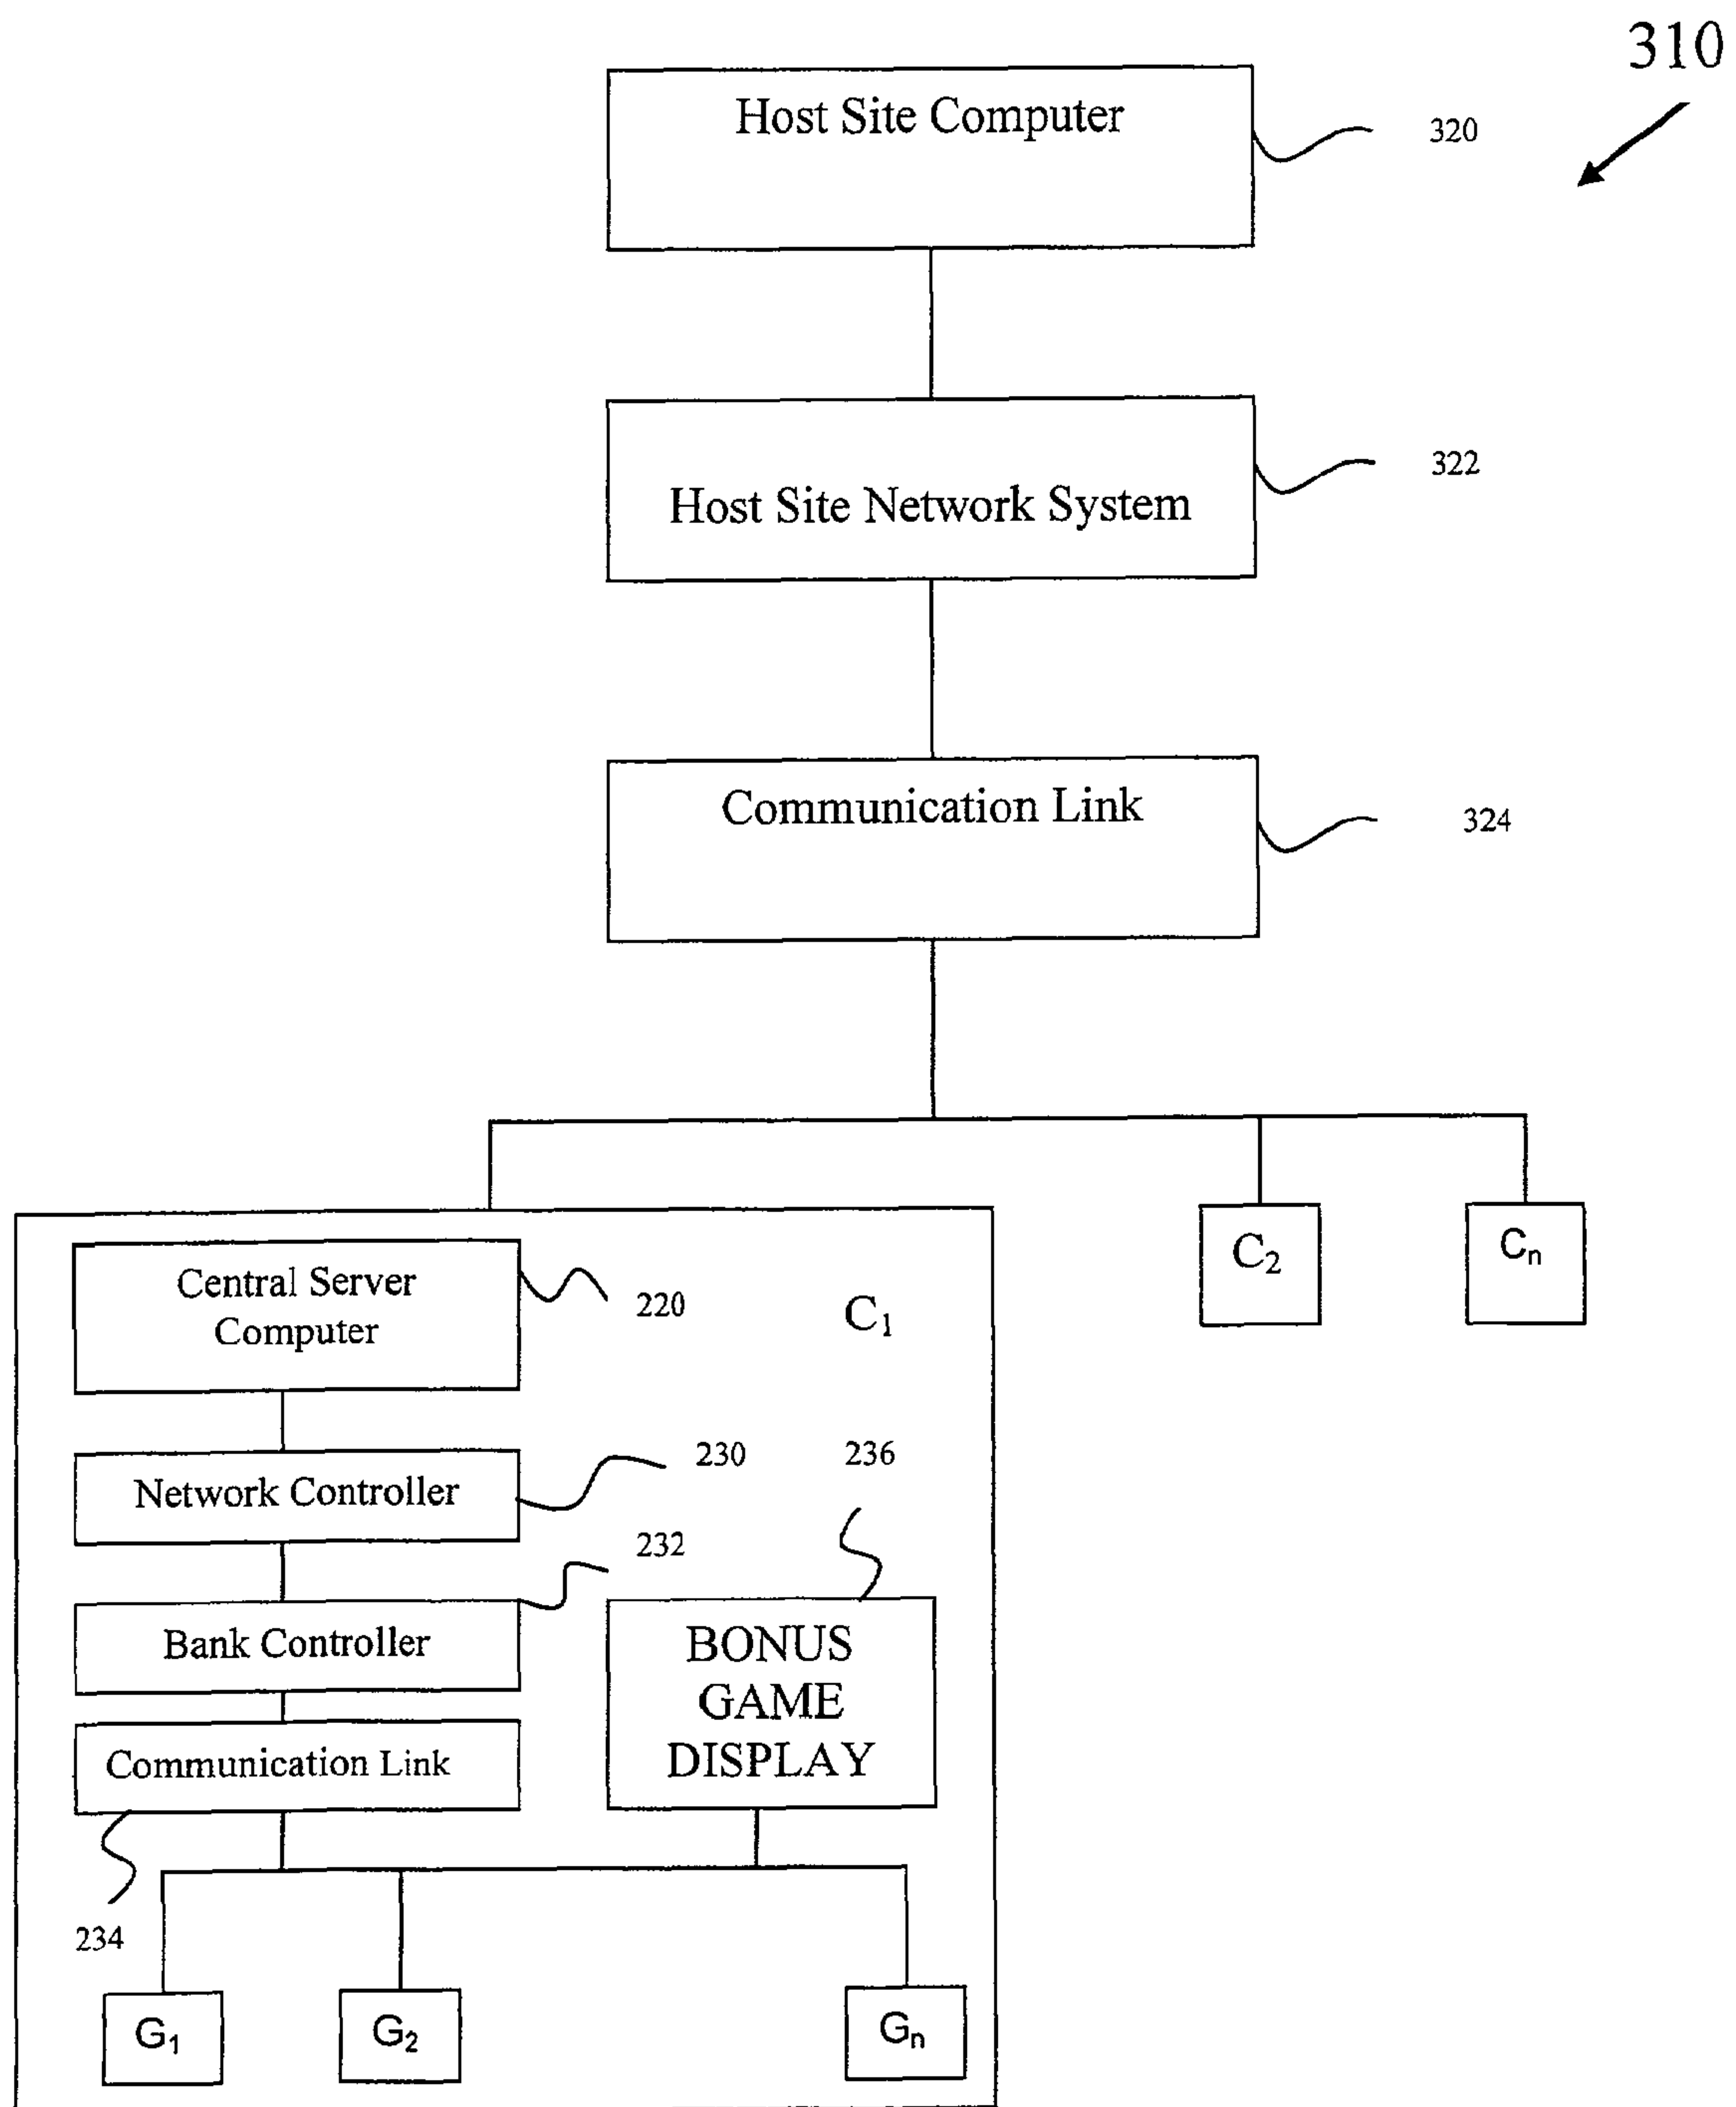 310
Host Site Computer
320
322
Host Site Network System
Communication Link
324
C2
Cn
Central Server
Computer
220
C1
Network Controller
230
236
232
Bank Controller
BONUS
GAME
DISPLAY
Communication Link
234
G1
G2
Gn